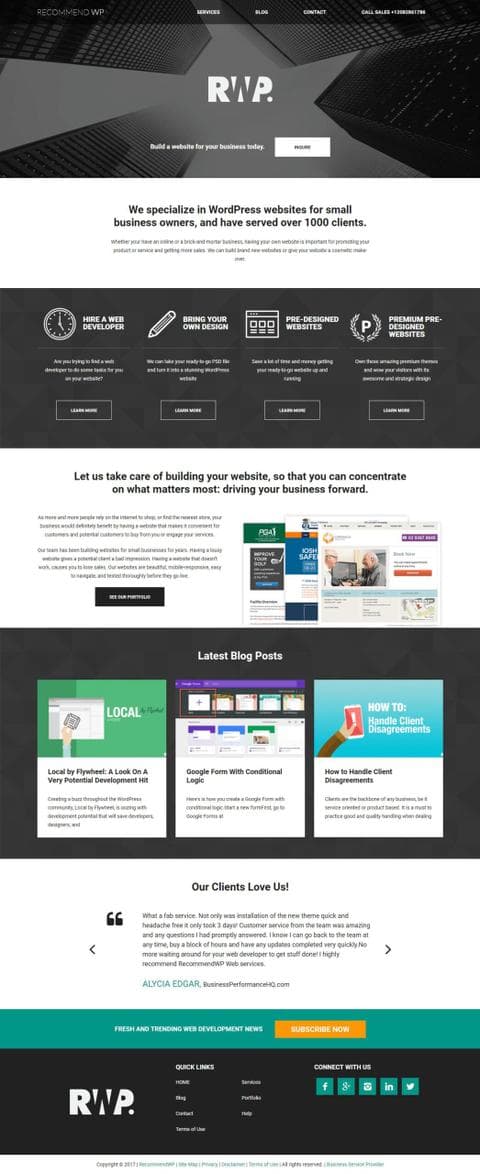 RECOMMEND WP
SERVICES BLOG CONTACT CALL SALES +12083861786
RWP.
Build a website for your business today. INQUIRE
We specialize in WordPress websites for small
business owners, and have served over 1000 clients.
Whether your have an online or a brick-and-mortar business, having your own website is important for promoting your
product or service and getting more sales. We can build brand new websites or give your website a cosmetic make-
over.
HIRE A WEB
DEVELOPER
Are you trying to find a web
developer to do some tasks for you
on your website?
LEARN MORE
BRING YOUR
OWN DESIGN
We can take your ready-to-go PSD file
and turn it into a stunning WordPress
website
LEARN MORE
PRE-DESIGNED
WEBSITES
Save a lot of time and money getting
your ready-to-go website up and
running
LEARN MORE
P
PREMIUM PRE-
DESIGNED
WEBSITES
Own these amazing premium themes
and wow your visitors with its
awesome and strategic design
LEARN MORE
Let us take care of building your website, so that you can concentrate
on what matters most: driving your business forward.
As more and more people rely on the internet to shop, or find the nearest store, your
business would definitely benefit by having a website that makes it convenient for
customers and potential customers to buy from you or engage your services.
Our team has been building websites for small businesses for years. Having a lousy
website gives a potential client a bad impression. Having a website that doesn't
work, causes you to lose sales. Our websites are beautiful, mobile-responsive, easy
to navigate, and tested thoroughly before they go live.
SEE OUR PORTFOLIO
PGA
IMPROVE
YOUR
GOLF
Facility Overview
IOSH
SAFE
Book Now
Latest Blog Posts
LOCAL by Flywheel
Local by Flywheel: A Look On A
Very Potential Development Hit
Creating a buzz throughout the WordPress
community, Local by Flywheel, is oozing with
development potential that will save developers,
designers, and
Google Forms
Google Form With Conditional
Logic
Here's is how you create a Google Form with
conditional logic Start a new formFirst, go to
Google Forms at
HOW TO:
Handle Client
Disagreements
How to Handle Client
Disagreements
Clients are the backbone of any business, be it
service oriented or product based. It is a must to
practice good and quality handling when dealing
Our Clients Love Us!
What a fab service. Not only was installation of the new theme quick and
headache free it only took 3 days! Customer service from the team was amazing
and any questions I had promptly answered. I know I can go back to the team at
any time, buy a block of hours and have any updates completed very quickly.No
more waiting around for your web developer to get stuff done! I highly
recommend RecommendWP Web services.
ALYCIA EDGAR, BusinessPerformanceHQ.com
FRESH AND TRENDING WEB DEVELOPMENT NEWS SUBSCRIBE NOW
RWP.
QUICK LINKS
HOME Services
Blog Portfolio
Contact Help
Terms of Use
CONNECT WITH US
Copyright © 2017 | RecommendWP | Site Map | Privacy | Disclaimer | Terms of use | All rights reserved. | Business Service Provider